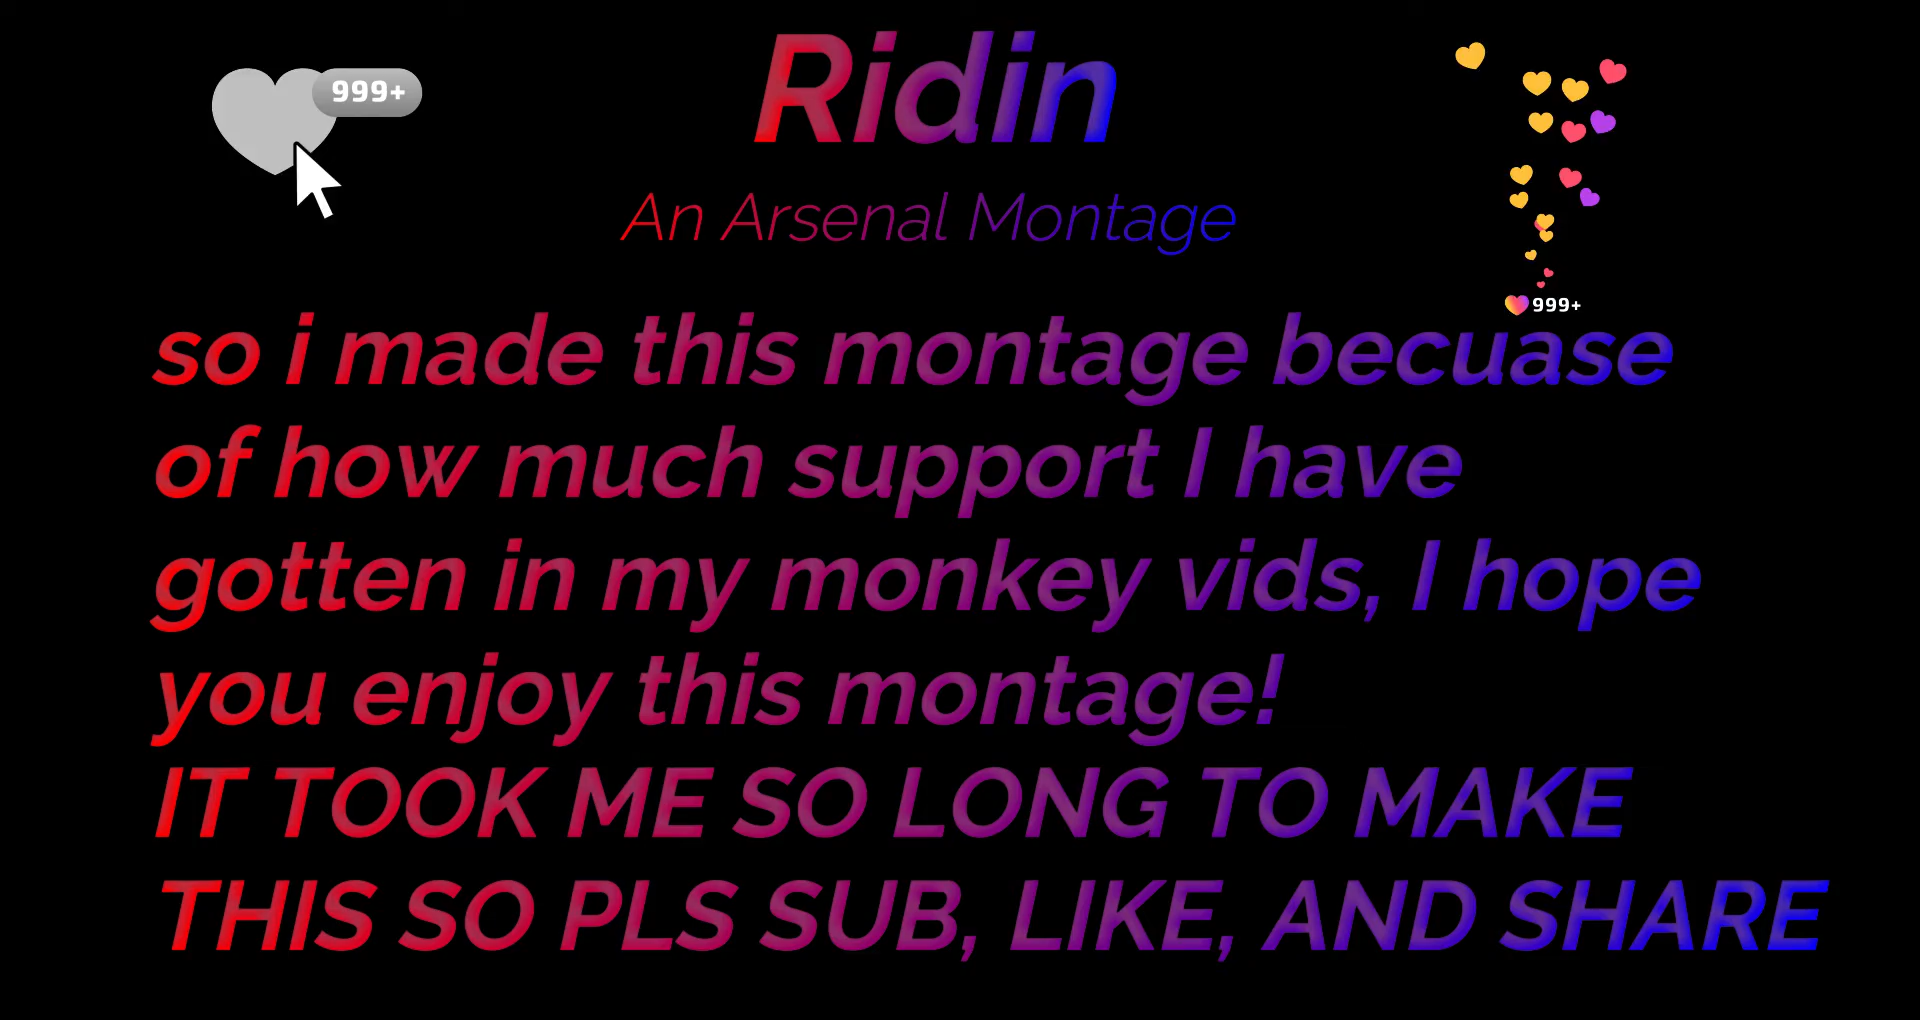 Ridin
999+
An Arsenal Montage
999+
so i made this montage becuase
of how much support I have
gotten in my monkey vids, I hope
you enjoy this montage!
IT TOOK ME SO LONG TO MAKE
THIS SO PLS SUB, LIKE, AND SHARE